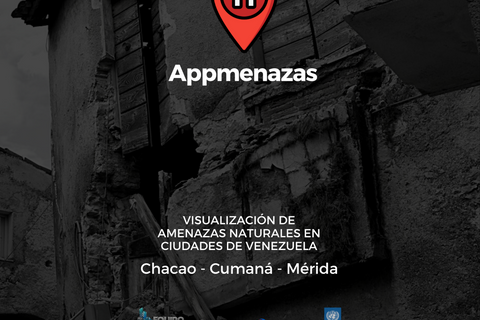 Appmenazas
VISUALIZACIÓN DE
AMENAZAS NATURALES EN
CIUDADES DE VENEZUELA
Chacao - Cumaná - Mérida